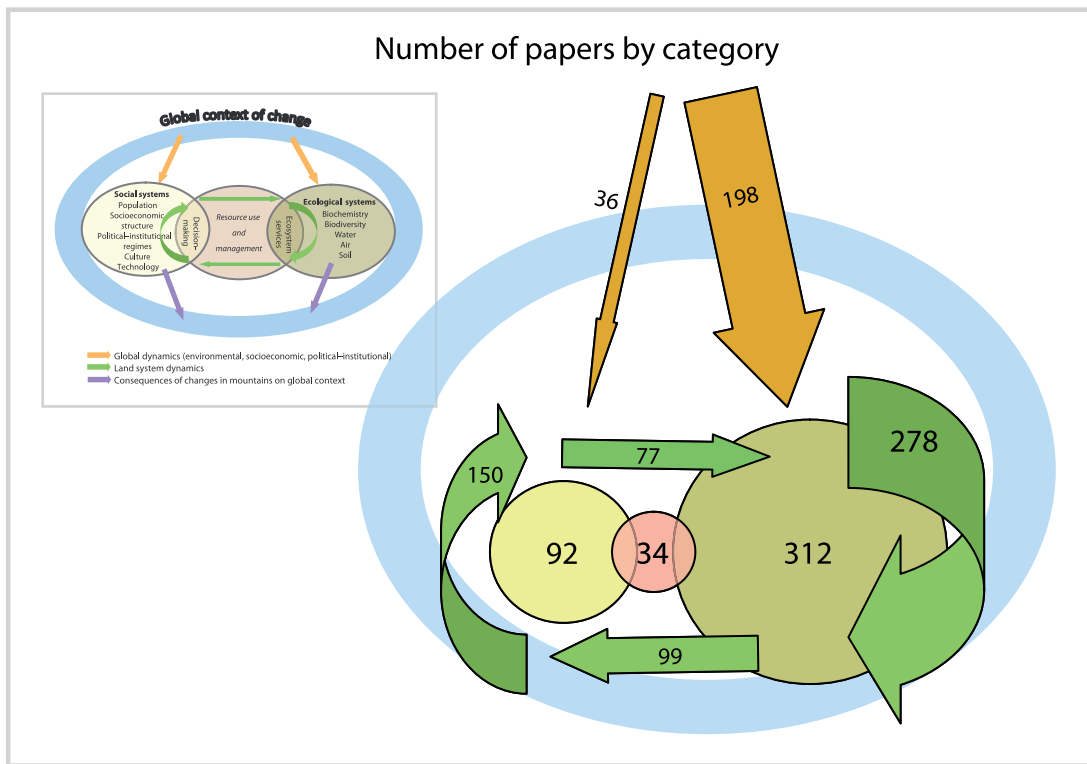 Number of papers by category
Global context of change
Social systems
Population
Socioeconomic
structure
Political–institutional
regimes
Culture
Technology
Decision-
making
Resource use
and
management
Ecosystem
services
Ecological systems
Biochemistry
Biodiversity
Water
Air
Soil
Global dynamics (environmental, socioeconomic, political–institutional)
Land system dynamics
Consequences of changes in mountains on global context
36
198
278
150
77
92
34
312
99